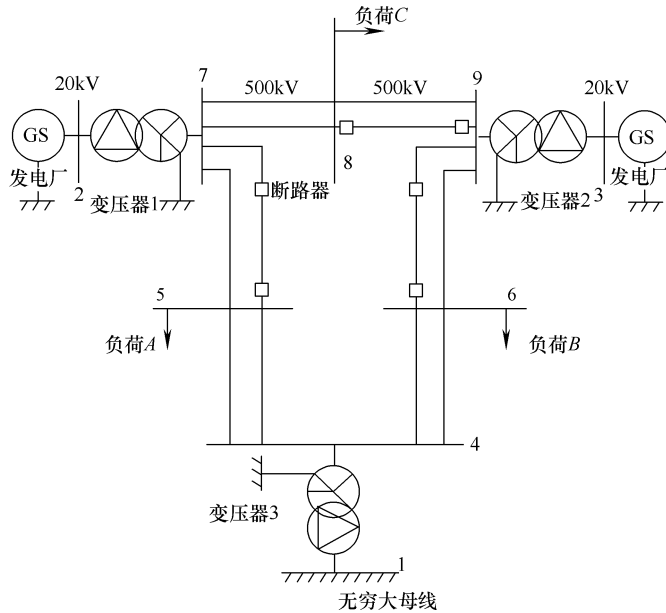 负荷C
7
500kV
500kV
9
20kV
20kV
GS
GS
8
发电厂
2
变压器1
断路器
变压器2
3
发电厂
5
6
负荷A
负荷B
4
变压器3
1
无穷大母线